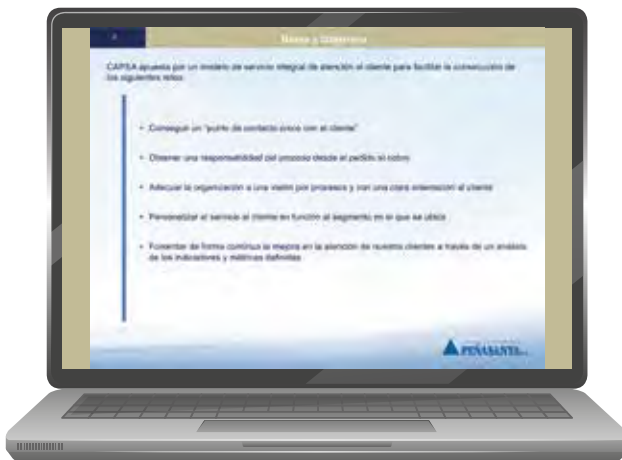 CAPSA apuesta por un modelo de servicio integral de atención al cliente para facilitar la consecución de
los siguientes retos:
• Conseguir un "punto de contacto único con el cliente"
• Obtener una responsabilidad del proceso desde el pedido al cobro
• Adecuar la organización a una visión por procesos y con una clara orientación al cliente
• Personalizar el servicio al cliente en función al segmento en el que se ubica
• Fomentar de forma continua la mejora en la atención de nuestros clientes a través de un análisis
de los indicadores y métricas definidas
PEÑASANTA